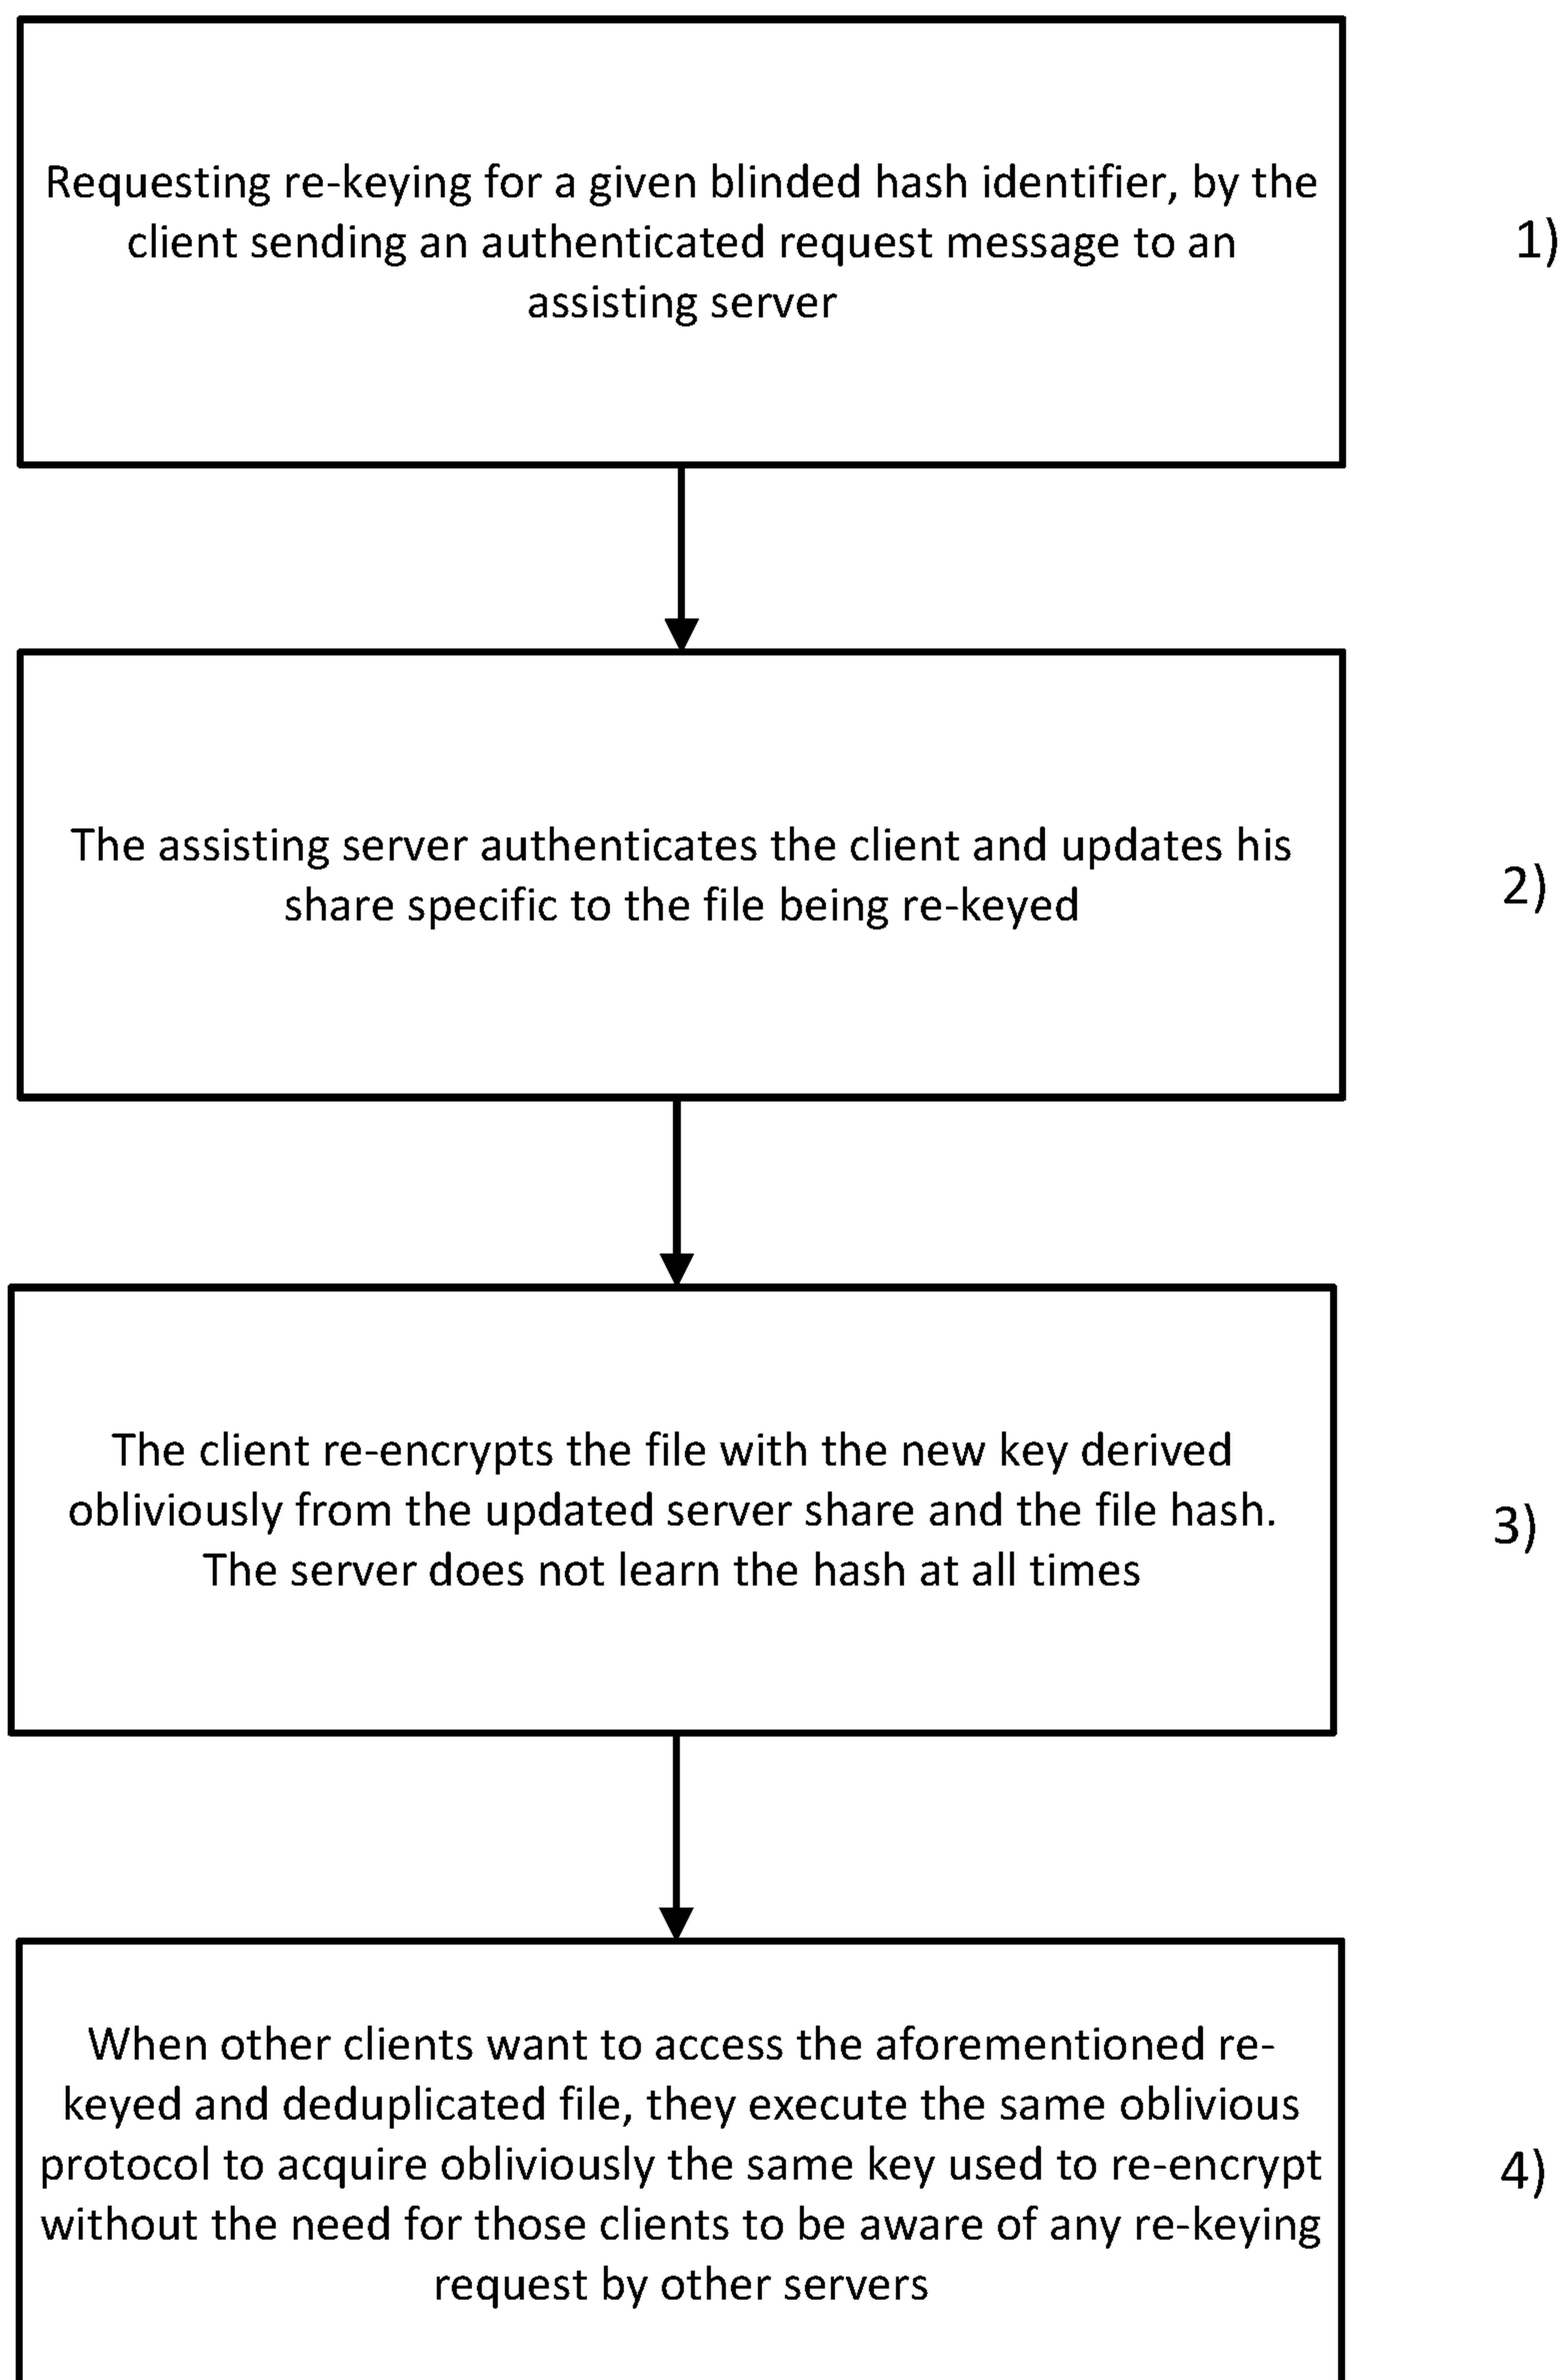 Requesting re-keying for a given blinded hash identifier, by the
client sending an authenticated request message to an
assisting server
1)
The assisting server authenticates the client and updates his
share specific to the file being re-keyed
2)
The client re-encrypts the file with the new key derived
obliviously from the updated server share and the file hash.
The server does not learn the hash at all times
3)
When other clients want to access the aforementioned re-
keyed and deduplicated file, they execute the same oblivious
protocol to acquire obliviously the same key used to re-encrypt
without the need for those clients to be aware of any re-keying
request by other servers
4)